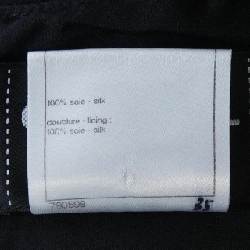 100% soie - silk
doublure - lining :
100% soie - silk
35